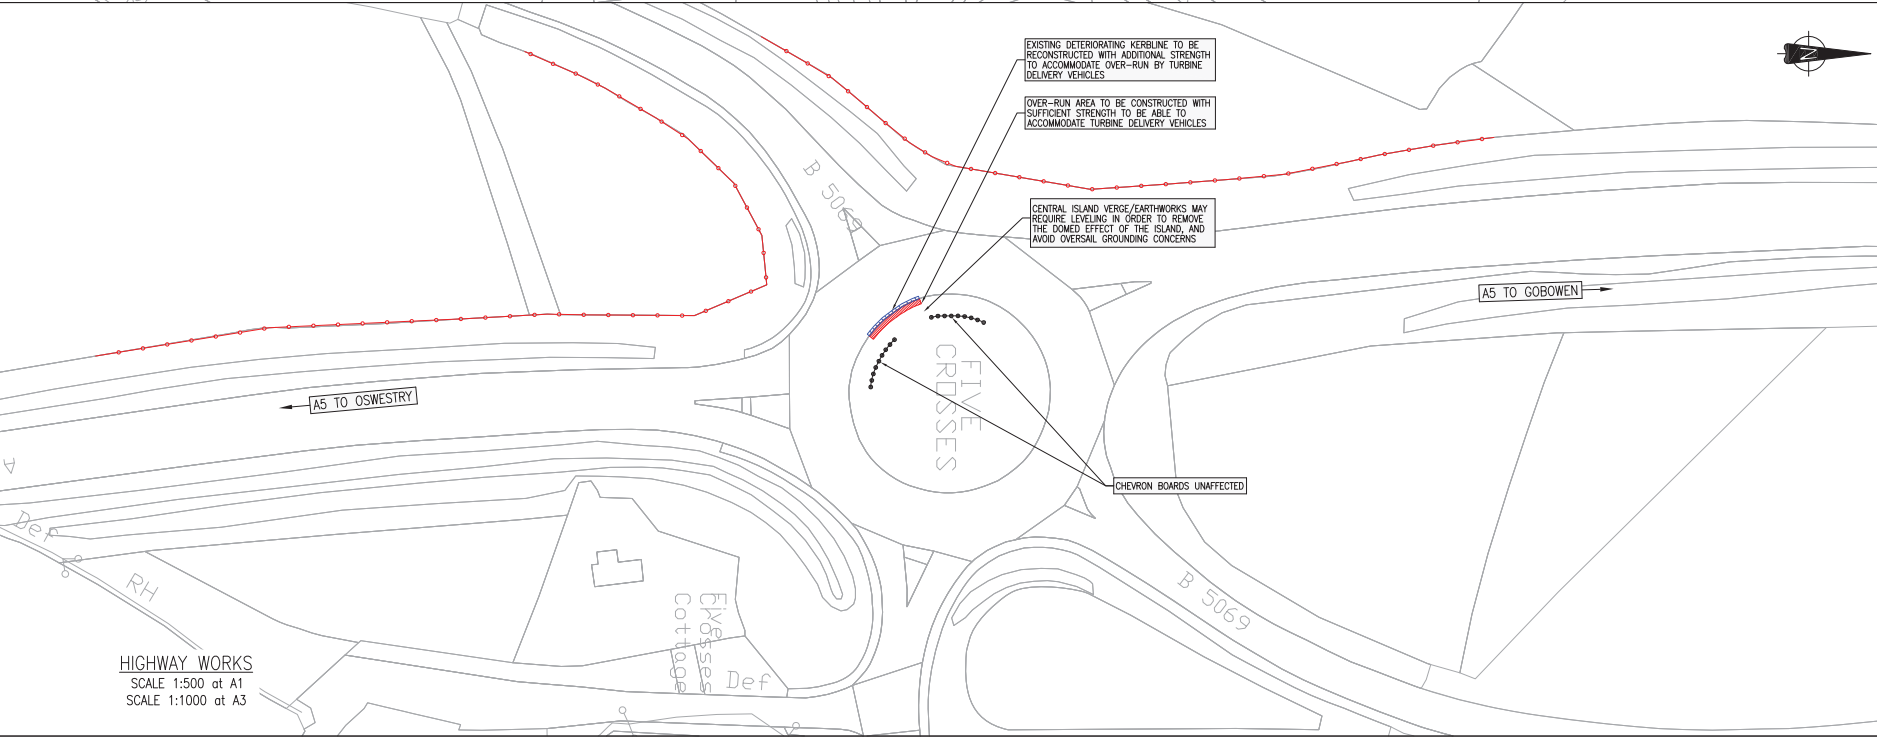 EXISTING DETERIORATING KERBLINE TO BE
RECONSTRUCTED WITH ADDITIONAL STRENGTH
TO ACCOMMODATE OVER-RUN BY TURBINE
DELIVERY VEHICLES
N
OVER-RUN AREA TO BE CONSTRUCTED WITH
SUFFICIENT STRENGTH TO BE ABLE TO
ACCOMMODATE TURBINE DELIVERY VEHICLES
B 5069
CENTRAL ISLAND VERGE/EARTHWORKS MAY
REQUIRE LEVELING IN ORDER TO REMOVE
THE DOMED EFFECT OF THE ISLAND, AND
AVOID OVERSAIL GROUNDING CONCERNS
A5 TO GOBOWEN
A5 TO OSWESTRY
FIVE
CROSSES
A
CHEVRON BOARDS UNAFFECTED
Def
RH
B 5069
Five
Crosses
Cottage
Def
HIGHWAY WORKS
SCALE 1:500 at A1
SCALE 1:1000 at A3